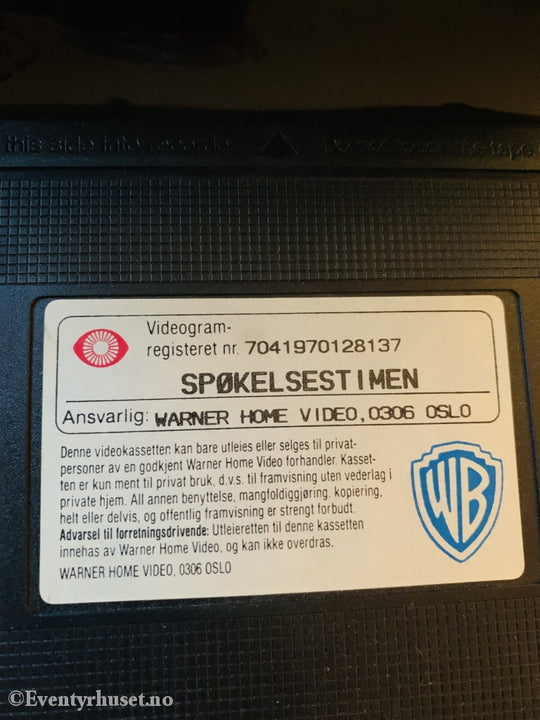 this side into recorder
Do not touch the tape
Videogram-
registeret nr. 7041970128137
SPØKELSESTIMEN
Ansvarlig: WARNER HOME VIDEO, 0306 OSLO
Denne videokassetten kan bare utleies eller selges til privat-
personer av en godkjent Warner Home Video forhandler. Kasset-
ten er kun ment til privat bruk, d.v.s. til framvisning uten vederlag i
private hjem. All annen benyttelse, mangfoldiggjøring, kopiering,
helt eller delvis, og offentlig framvisning er strengt forbudt.
Advarsel til forretningsdrivende: Utleieretten til denne kassetten
innehas av Warner Home Video, og kan ikke overdras.
WARNER HOME VIDEO, 0306 OSLO
WB
©Eventyrhuset.no